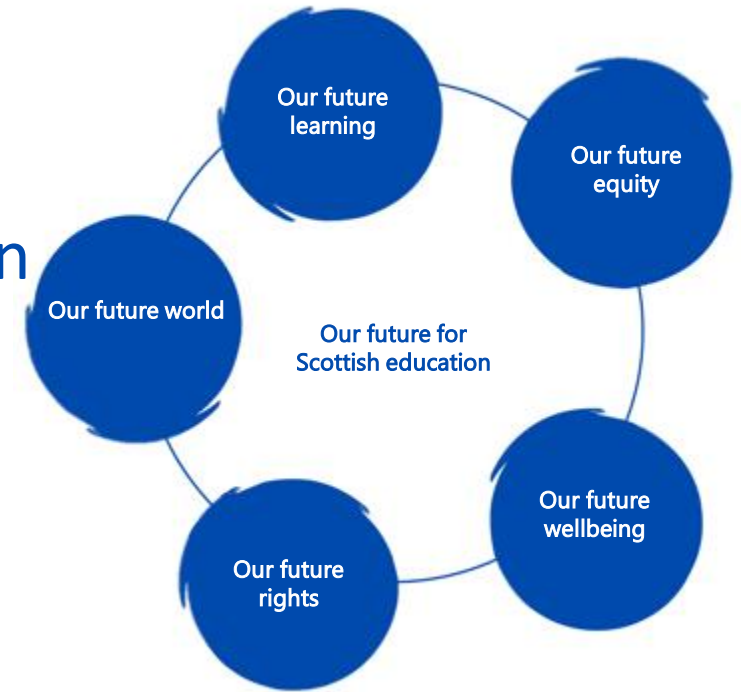 Our future
learning
Our future
equity
n
Our future world
Our future for
Scottish education
Our future
wellbeing
Our future
rights